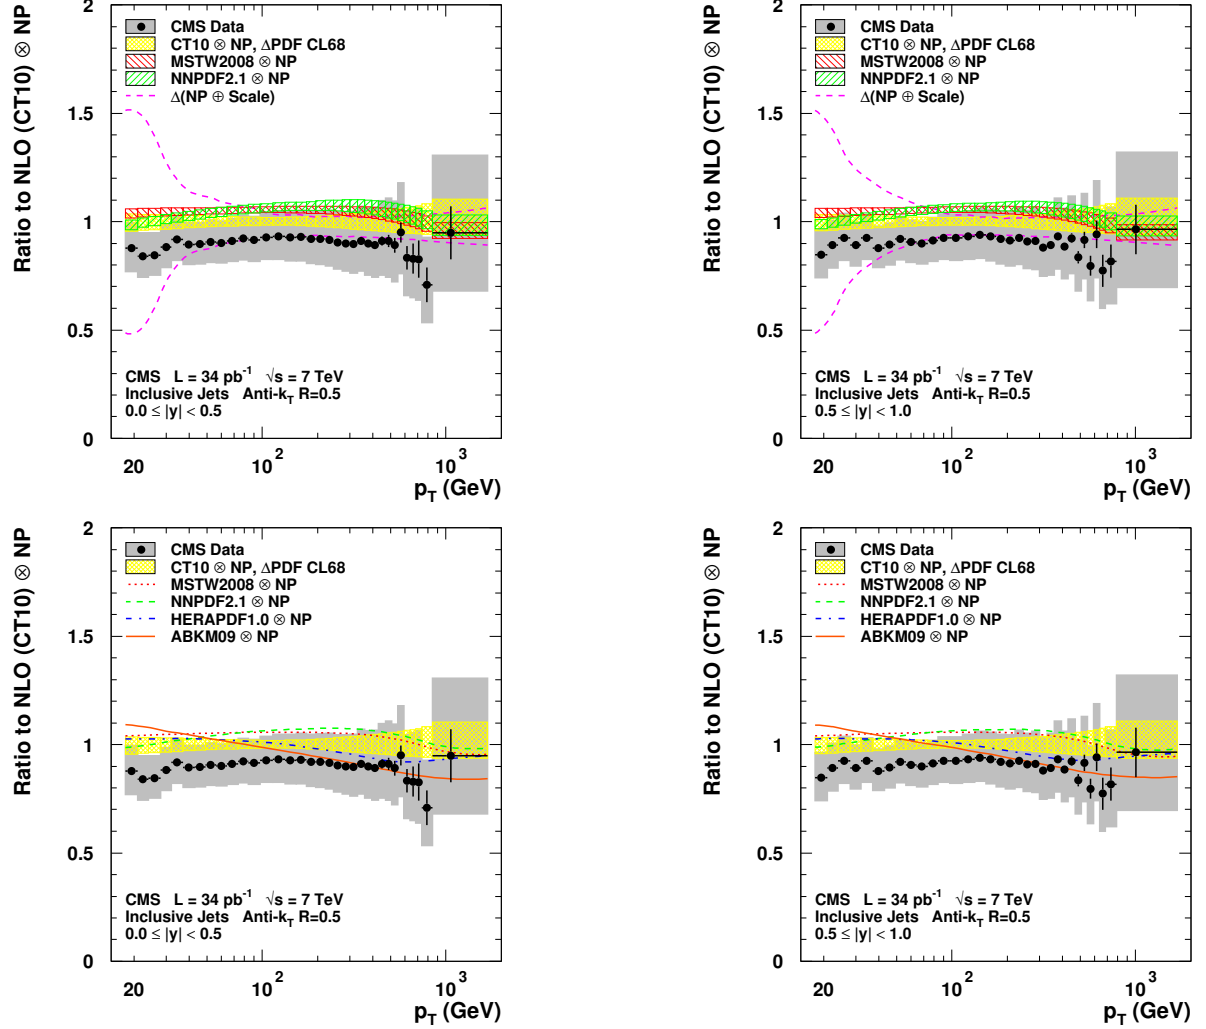 Ratio to NLO (CT10) ⊗ NP
2
1.5
1
0.5
0
CMS Data
CT10 ⊗ NP, ΔPDF CL68
MSTW2008 ⊗ NP
NNPDF2.1 ⊗ NP
Δ(NP ⊕ Scale)
CMS L = 34 pb⁻¹ √s = 7 TeV
Inclusive Jets Anti-k_T R=0.5
0.0 ≤ |y| < 0.5
20 10² 10³
p_T (GeV)
Ratio to NLO (CT10) ⊗ NP
2
1.5
1
0.5
0
CMS Data
CT10 ⊗ NP, ΔPDF CL68
MSTW2008 ⊗ NP
NNPDF2.1 ⊗ NP
Δ(NP ⊕ Scale)
CMS L = 34 pb⁻¹ √s = 7 TeV
Inclusive Jets Anti-k_T R=0.5
0.5 ≤ |y| < 1.0
20 10² 10³
p_T (GeV)
Ratio to NLO (CT10) ⊗ NP
2
1.5
1
0.5
0
CMS Data
CT10 ⊗ NP, ΔPDF CL68
MSTW2008 ⊗ NP
NNPDF2.1 ⊗ NP
HERAPDF1.0 ⊗ NP
ABKM09 ⊗ NP
CMS L = 34 pb⁻¹ √s = 7 TeV
Inclusive Jets Anti-k_T R=0.5
0.0 ≤ |y| < 0.5
20 10² 10³
p_T (GeV)
Ratio to NLO (CT10) ⊗ NP
2
1.5
1
0.5
0
CMS Data
CT10 ⊗ NP, ΔPDF CL68
MSTW2008 ⊗ NP
NNPDF2.1 ⊗ NP
HERAPDF1.0 ⊗ NP
ABKM09 ⊗ NP
CMS L = 34 pb⁻¹ √s = 7 TeV
Inclusive Jets Anti-k_T R=0.5
0.5 ≤ |y| < 1.0
20 10² 10³
p_T (GeV)